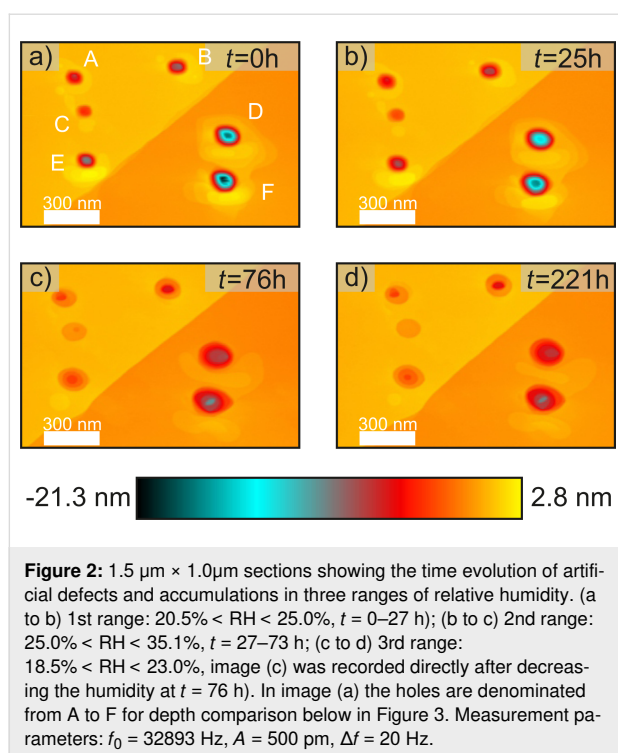 a) A B t=0h
C D
E F
300 nm
b) t=25h
300 nm
c) t=76h
300 nm
d) t=221h
300 nm
-21.3 nm 2.8 nm
Figure 2: 1.5 μm × 1.0μm sections showing the time evolution of artifi-
cial defects and accumulations in three ranges of relative humidity. (a
to b) 1st range: 20.5% < RH < 25.0%, t = 0–27 h); (b to c) 2nd range:
25.0% < RH < 35.1%, t = 27–73 h; (c to d) 3rd range:
18.5% < RH < 23.0%, image (c) was recorded directly after decreas-
ing the humidity at t = 76 h). In image (a) the holes are denominated
from A to F for depth comparison below in Figure 3. Measurement pa-
rameters: f0 = 32893 Hz, A = 500 pm, Δf = 20 Hz.